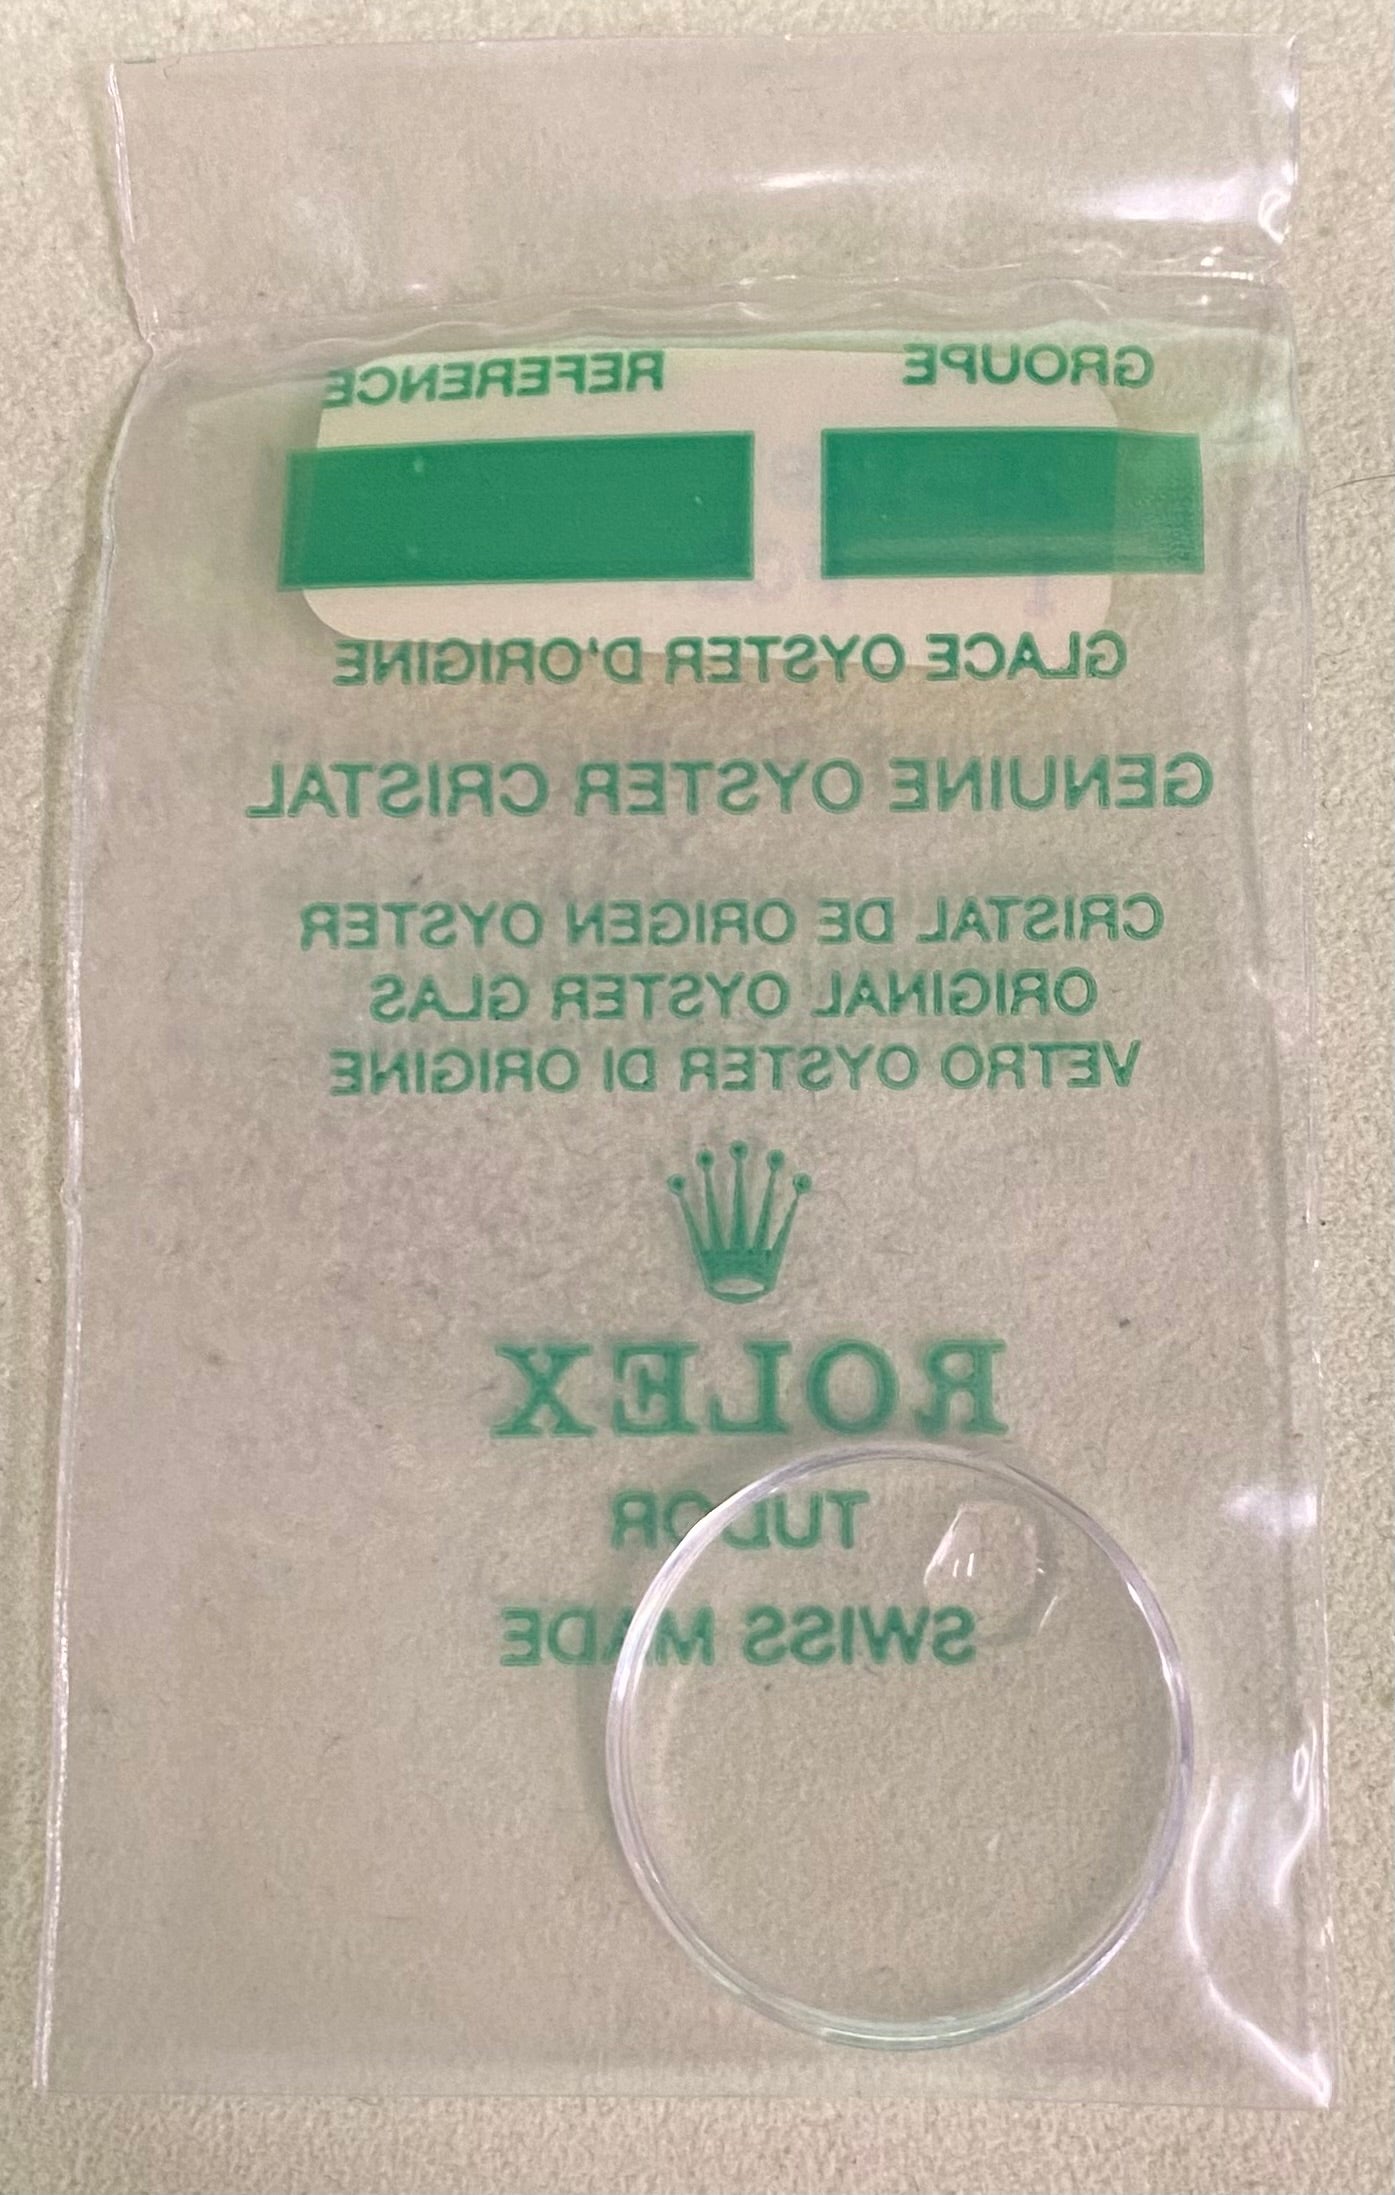 GROUPE REFERENCE
GLACE OYSTER D'ORIGINE
GENUINE OYSTER CRISTAL
CRISTAL DE ORIGEN OYSTER
ORIGINAL OYSTER GLAS
VETRO OYSTER DI ORIGINE
ROLEX
TUDOR
SWISS MADE